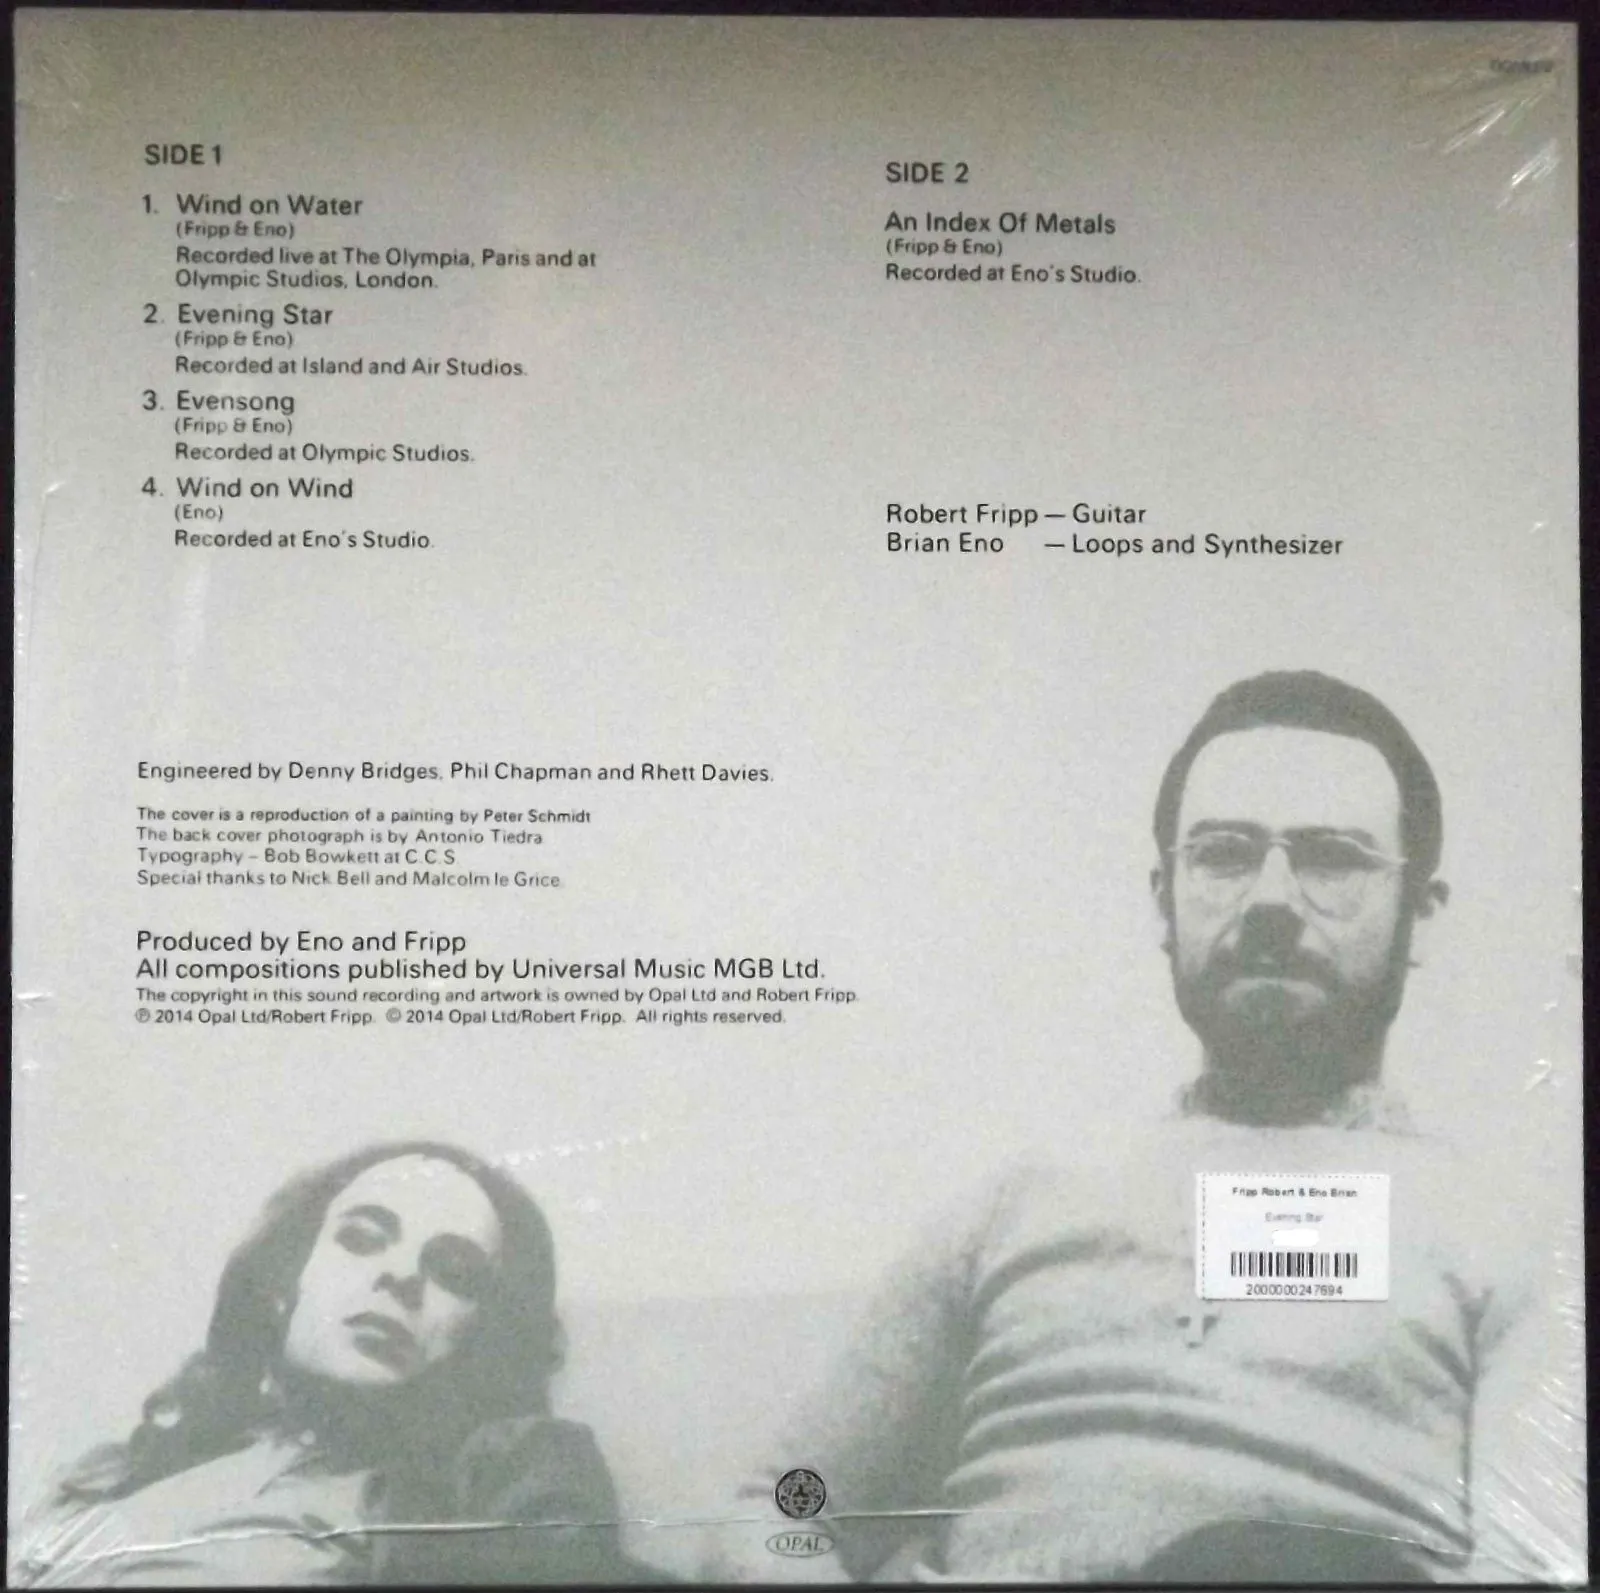 SIDE 1
1. Wind on Water
(Fripp & Eno)
Recorded live at The Olympia, Paris and at
Olympic Studios, London.
2. Evening Star
(Fripp & Eno)
Recorded at Island and Air Studios.
3. Evensong
(Fripp & Eno)
Recorded at Olympic Studios.
4. Wind on Wind
(Eno)
Recorded at Eno's Studio.
SIDE 2
An Index Of Metals
(Fripp & Eno)
Recorded at Eno's Studio.
Robert Fripp — Guitar
Brian Eno — Loops and Synthesizer
Engineered by Denny Bridges, Phil Chapman and Rhett Davies.
The cover is a reproduction of a painting by Peter Schmidt
The back cover photograph is by Antonio Tiedra
Typography – Bob Bowkett at C.C.S.
Special thanks to Nick Bell and Malcolm le Grice
Produced by Eno and Fripp
All compositions published by Universal Music MGB Ltd.
The copyright in this sound recording and artwork is owned by Opal Ltd and Robert Fripp.
℗ 2014 Opal Ltd/Robert Fripp. © 2014 Opal Ltd/Robert Fripp. All rights reserved.
Fripp Robert & Eno Brian
Evening Star
2000000247694
OPAL